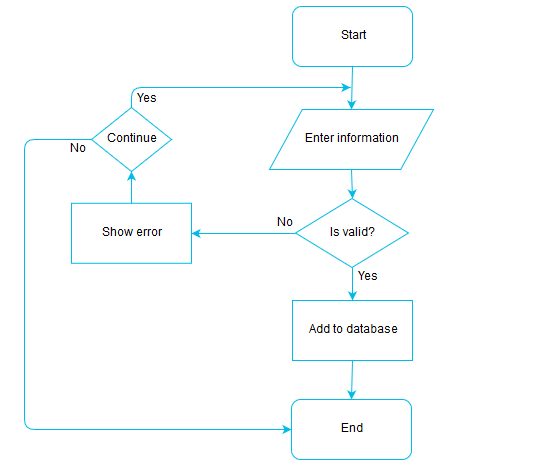 Start
Yes
Continue
Enter information
No
Show error
No
Is valid?
Yes
Add to database
End